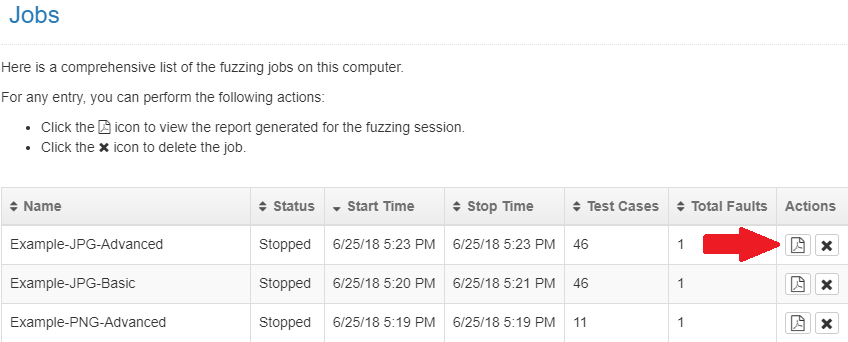 Jobs
Here is a comprehensive list of the fuzzing jobs on this computer.
For any entry, you can perform the following actions:
Click the icon to view the report generated for the fuzzing session.
Click the icon to delete the job.
Name Status Start Time Stop Time Test Cases Total Faults Actions
Example-JPG-Advanced Stopped 6/25/18 5:23 PM 6/25/18 5:23 PM 46 1
Example-JPG-Basic Stopped 6/25/18 5:20 PM 6/25/18 5:21 PM 46 1
Example-PNG-Advanced Stopped 6/25/18 5:19 PM 6/25/18 5:19 PM 11 1